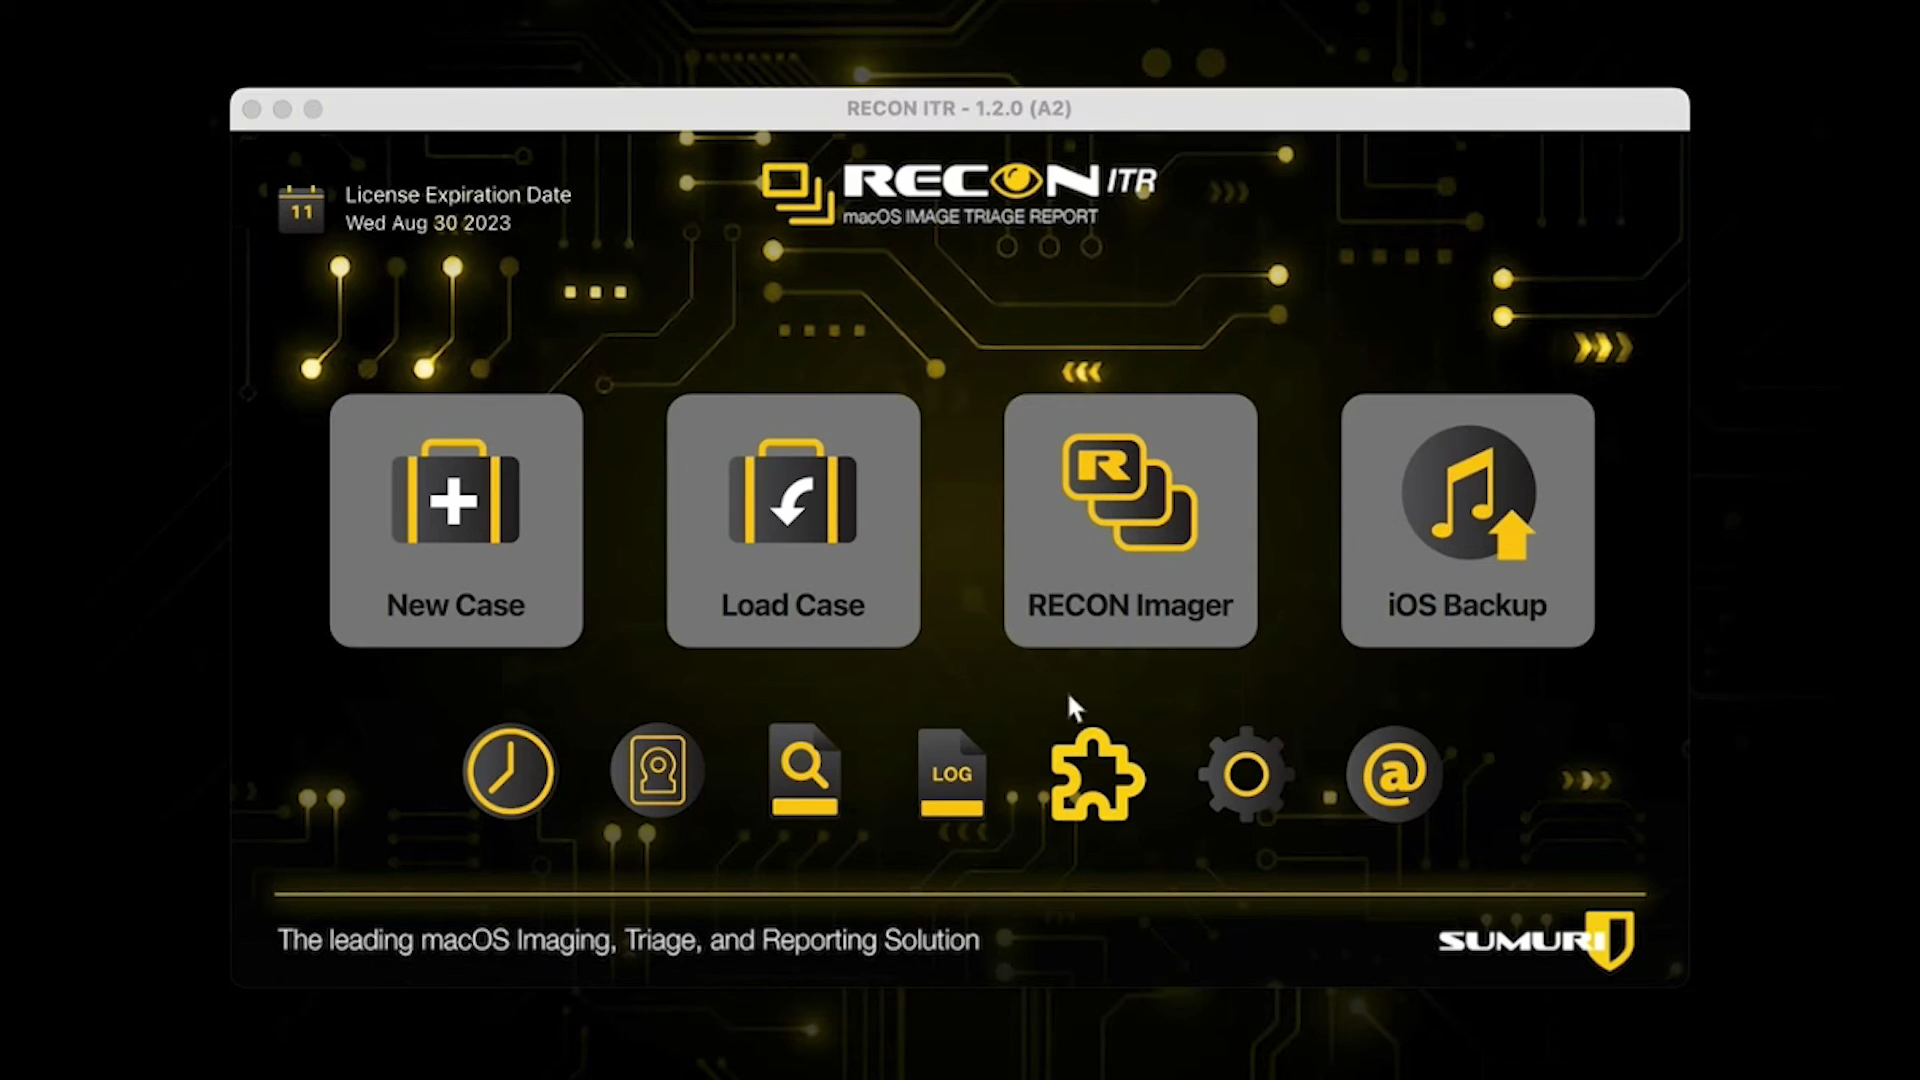 RECON ITR - 1.2.0 (A2)
License Expiration Date
Wed Aug 30 2023
11
RECON ITR
macOS IMAGE TRIAGE REPORT
New Case
Load Case
R
RECON Imager
iOS Backup
LOG
@
The leading macOS Imaging, Triage, and Reporting Solution
SUMURI